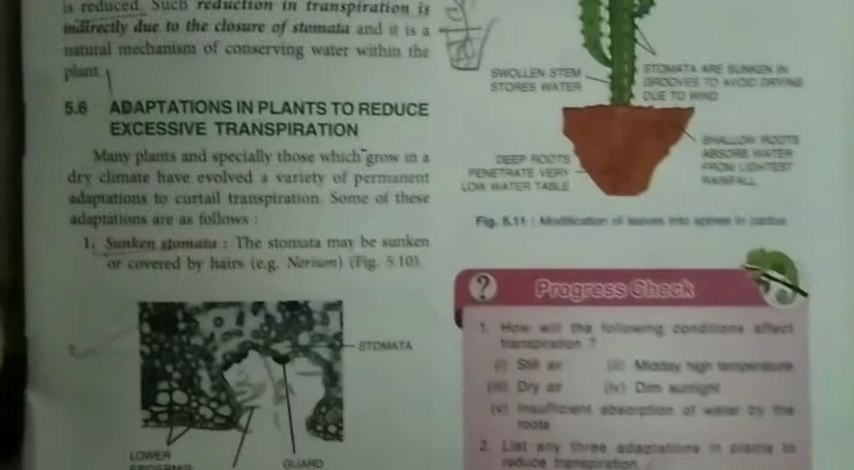 is reduced. Such reduction in transpiration is
indirectly due to the closure of stomata and it is a
natural mechanism of conserving water within the
plant.
5.6 ADAPTATIONS IN PLANTS TO REDUCE
EXCESSIVE TRANSPIRATION
Many plants and specially those which grow in a
dry climate have evolved a variety of permanent
adaptations to curtail transpiration. Some of these
adaptations are as follows :
1. Sunken stomata : The stomata may be sunken
or covered by hairs (e.g. Nerium) (Fig. 5.10).
STOMATA
LOWER
EPIDERMIS
GUARD
SWOLLEN STEM
STORES WATER
STOMATA ARE SUNKEN IN
GROOVES TO AVOID DRYING
DUE TO WIND
DEEP ROOTS
PENETRATE VERY
LOW WATER TABLE
SHALLOW ROOTS
ABSORB WATER
FROM LIGHTEST
RAINFALL
Fig. 5.11 : Modification of leaves into spines in cactus
?
Progress Check
1. How will the following conditions affect
transpiration ?
(i) Still air (ii) Midday high temperature
(iii) Dry air (iv) Dim sunlight
(v) Insufficient absorption of water by the
roots
2. List any three adaptations in plants to
reduce transpiration.